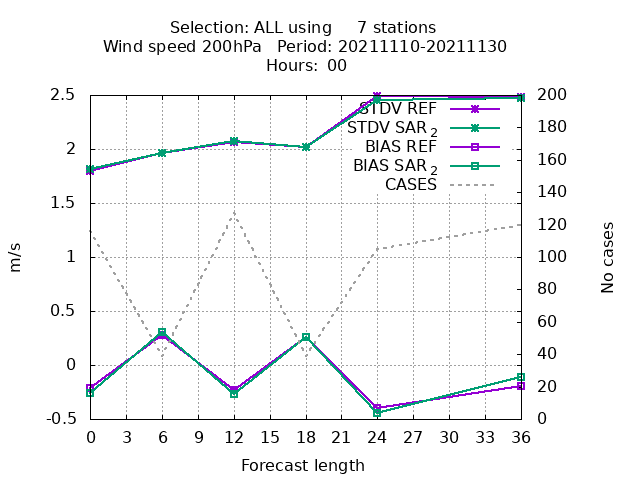 Selection: ALL using 7 stations
Wind speed 200hPa Period: 20211110-20211130
Hours: 00
2.5
2
1.5
1
0.5
0
-0.5
m/s
STDV REF
STDV SAR 2
BIAS REF
BIAS SAR 2
CASES
200
180
160
140
120
100
80
60
40
20
0
No cases
0 3 6 9 12 15 18 21 24 27 30 33 36
Forecast length